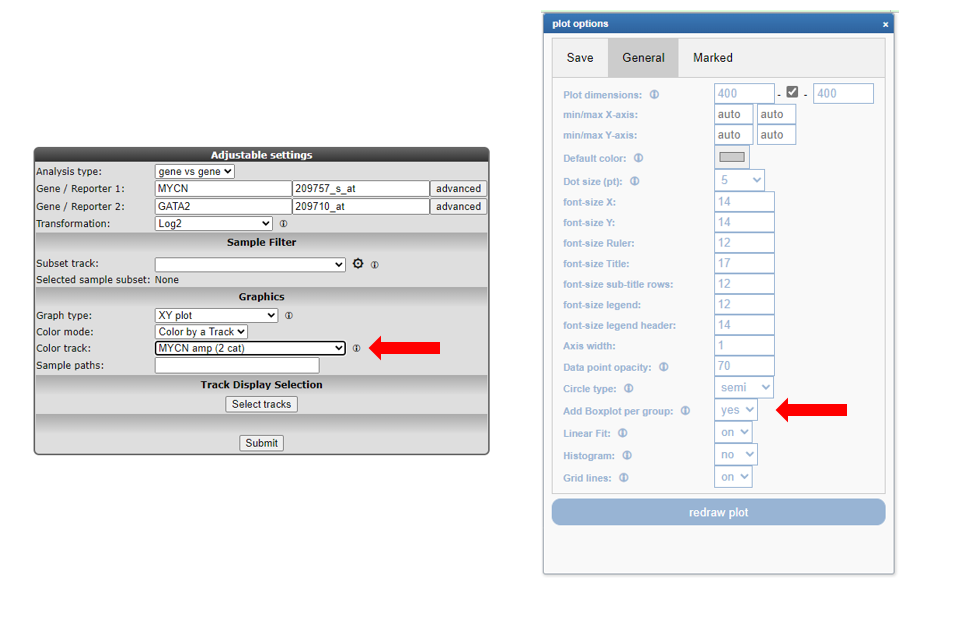 Adjustable settings
Analysis type: gene vs gene
Gene / Reporter 1: MYCN 209757_s_at advanced
Gene / Reporter 2: GATA2 209710_at advanced
Transformation: Log2
Sample Filter
Subset track:
Selected sample subset: None
Graphics
Graph type: XY plot
Color mode: Color by a Track
Color track: MYCN amp (2 cat)
Sample paths:
Track Display Selection
Select tracks
Submit
plot options ×
Save General Marked
Plot dimensions: 400 - - 400
min/max X-axis: auto auto
min/max Y-axis: auto auto
Default color:
Dot size (pt): 5
font-size X: 14
font-size Y: 14
font-size Ruler: 12
font-size Title: 17
font-size sub-title rows: 12
font-size legend: 12
font-size legend header: 14
Axis width: 1
Data point opacity: 70
Circle type: semi
Add Boxplot per group: yes
Linear Fit: on
Histogram: no
Grid lines: on
redraw plot